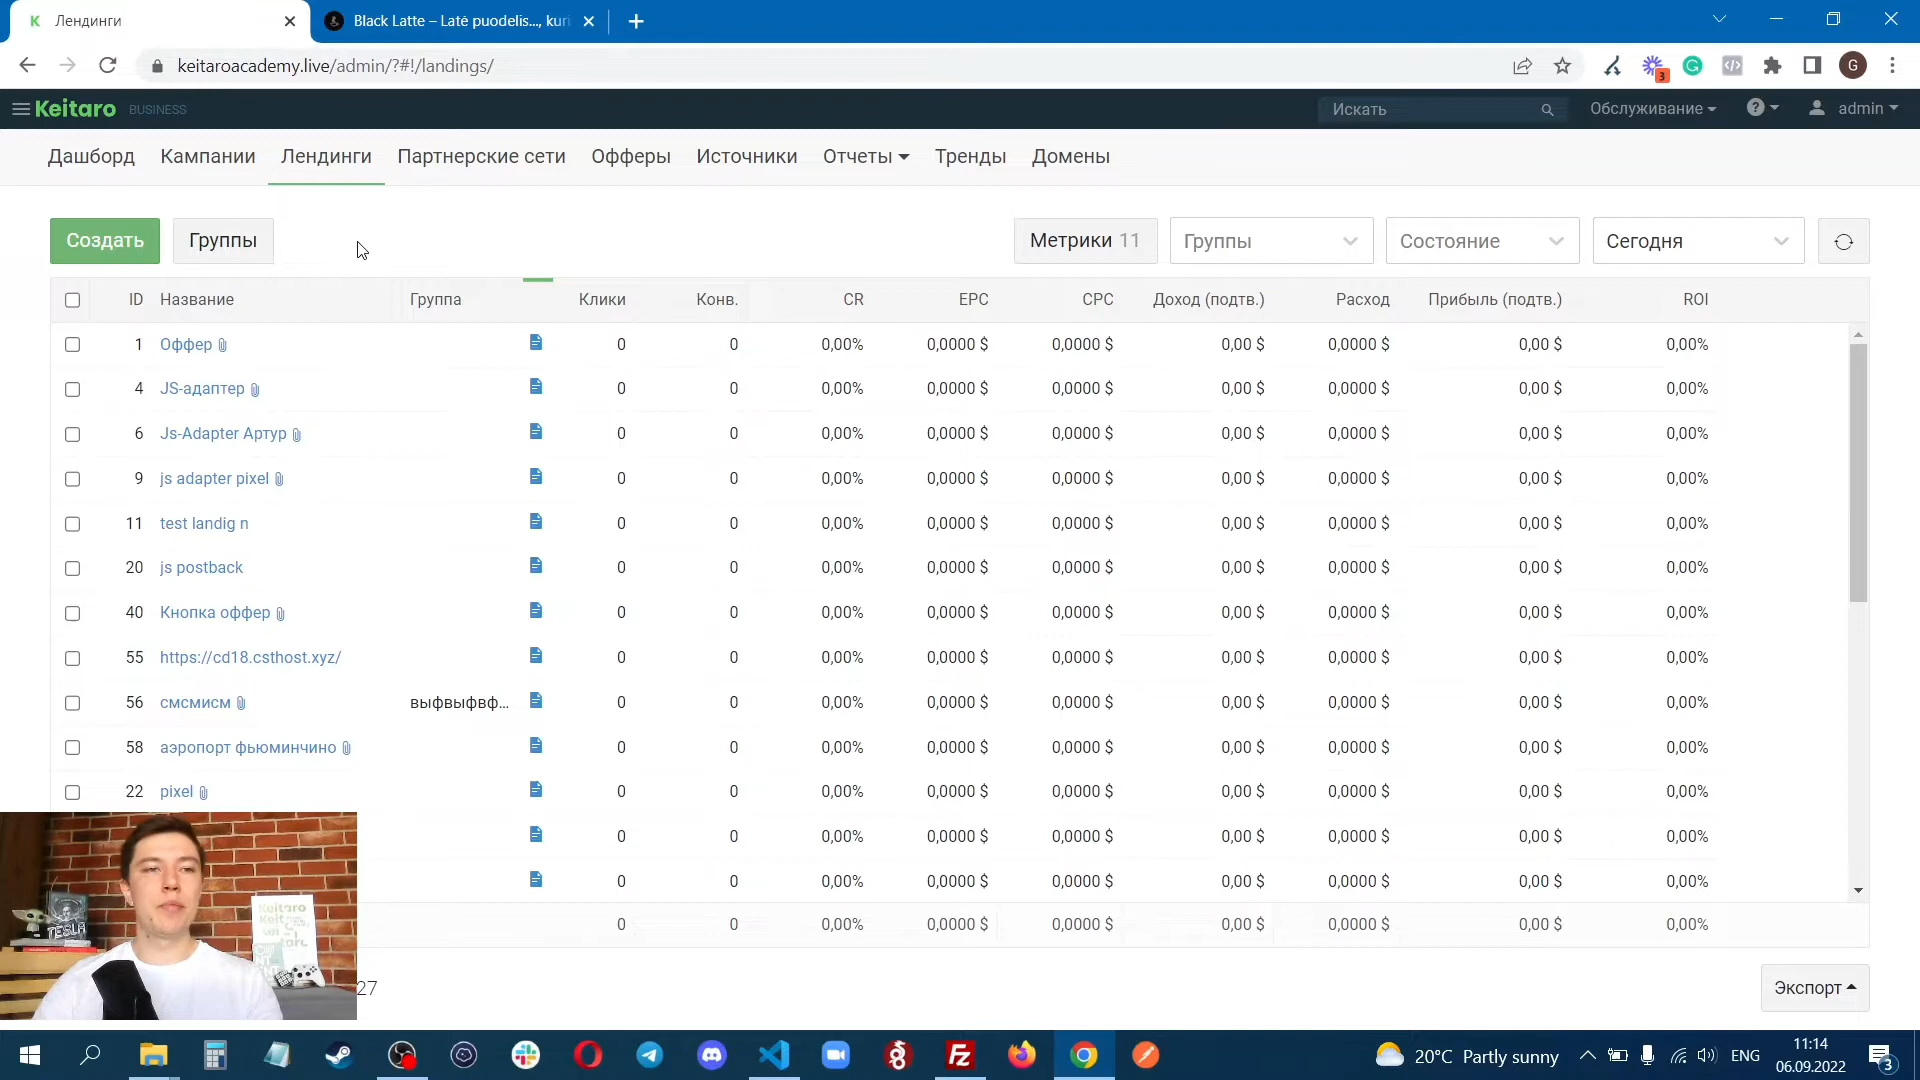 Лендинги
Black Latte – Latė puodelis..., kuri
keitaroacademy.live/admin/?#!/landings/
3
G
Keitaro BUSINESS
Искать
Обслуживание
admin
Дашборд Кампании Лендинги Партнерские сети Офферы Источники Отчеты Тренды Домены
Создать Группы Метрики 11 Группы Состояние Сегодня
ID Название Группа Клики Конв. CR EPC CPC Доход (подтв.) Расход Прибыль (подтв.) ROI
1 Оффер 0 0 0,00% 0,0000 $ 0,0000 $ 0,00 $ 0,0000 $ 0,00 $ 0,00%
4 JS-адаптер 0 0 0,00% 0,0000 $ 0,0000 $ 0,00 $ 0,0000 $ 0,00 $ 0,00%
6 Js-Adapter Артур 0 0 0,00% 0,0000 $ 0,0000 $ 0,00 $ 0,0000 $ 0,00 $ 0,00%
9 js adapter pixel 0 0 0,00% 0,0000 $ 0,0000 $ 0,00 $ 0,0000 $ 0,00 $ 0,00%
11 test landig n 0 0 0,00% 0,0000 $ 0,0000 $ 0,00 $ 0,0000 $ 0,00 $ 0,00%
20 js postback 0 0 0,00% 0,0000 $ 0,0000 $ 0,00 $ 0,0000 $ 0,00 $ 0,00%
40 Кнопка оффер 0 0 0,00% 0,0000 $ 0,0000 $ 0,00 $ 0,0000 $ 0,00 $ 0,00%
55 https://cd18.csthost.xyz/ 0 0 0,00% 0,0000 $ 0,0000 $ 0,00 $ 0,0000 $ 0,00 $ 0,00%
56 смсмисм выфвыфвф... 0 0 0,00% 0,0000 $ 0,0000 $ 0,00 $ 0,0000 $ 0,00 $ 0,00%
58 аэропорт фьюминчино 0 0 0,00% 0,0000 $ 0,0000 $ 0,00 $ 0,0000 $ 0,00 $ 0,00%
22 pixel 0 0 0,00% 0,0000 $ 0,0000 $ 0,00 $ 0,0000 $ 0,00 $ 0,00%
0 0 0,00% 0,0000 $ 0,0000 $ 0,00 $ 0,0000 $ 0,00 $ 0,00%
0 0 0,00% 0,0000 $ 0,0000 $ 0,00 $ 0,0000 $ 0,00 $ 0,00%
0 0 0,00% 0,0000 $ 0,0000 $ 0,00 $ 0,0000 $ 0,00 $ 0,00%
27
Экспорт
TESLA
Keitaro
20°C Partly sunny
ENG
11:14
06.09.2022
3